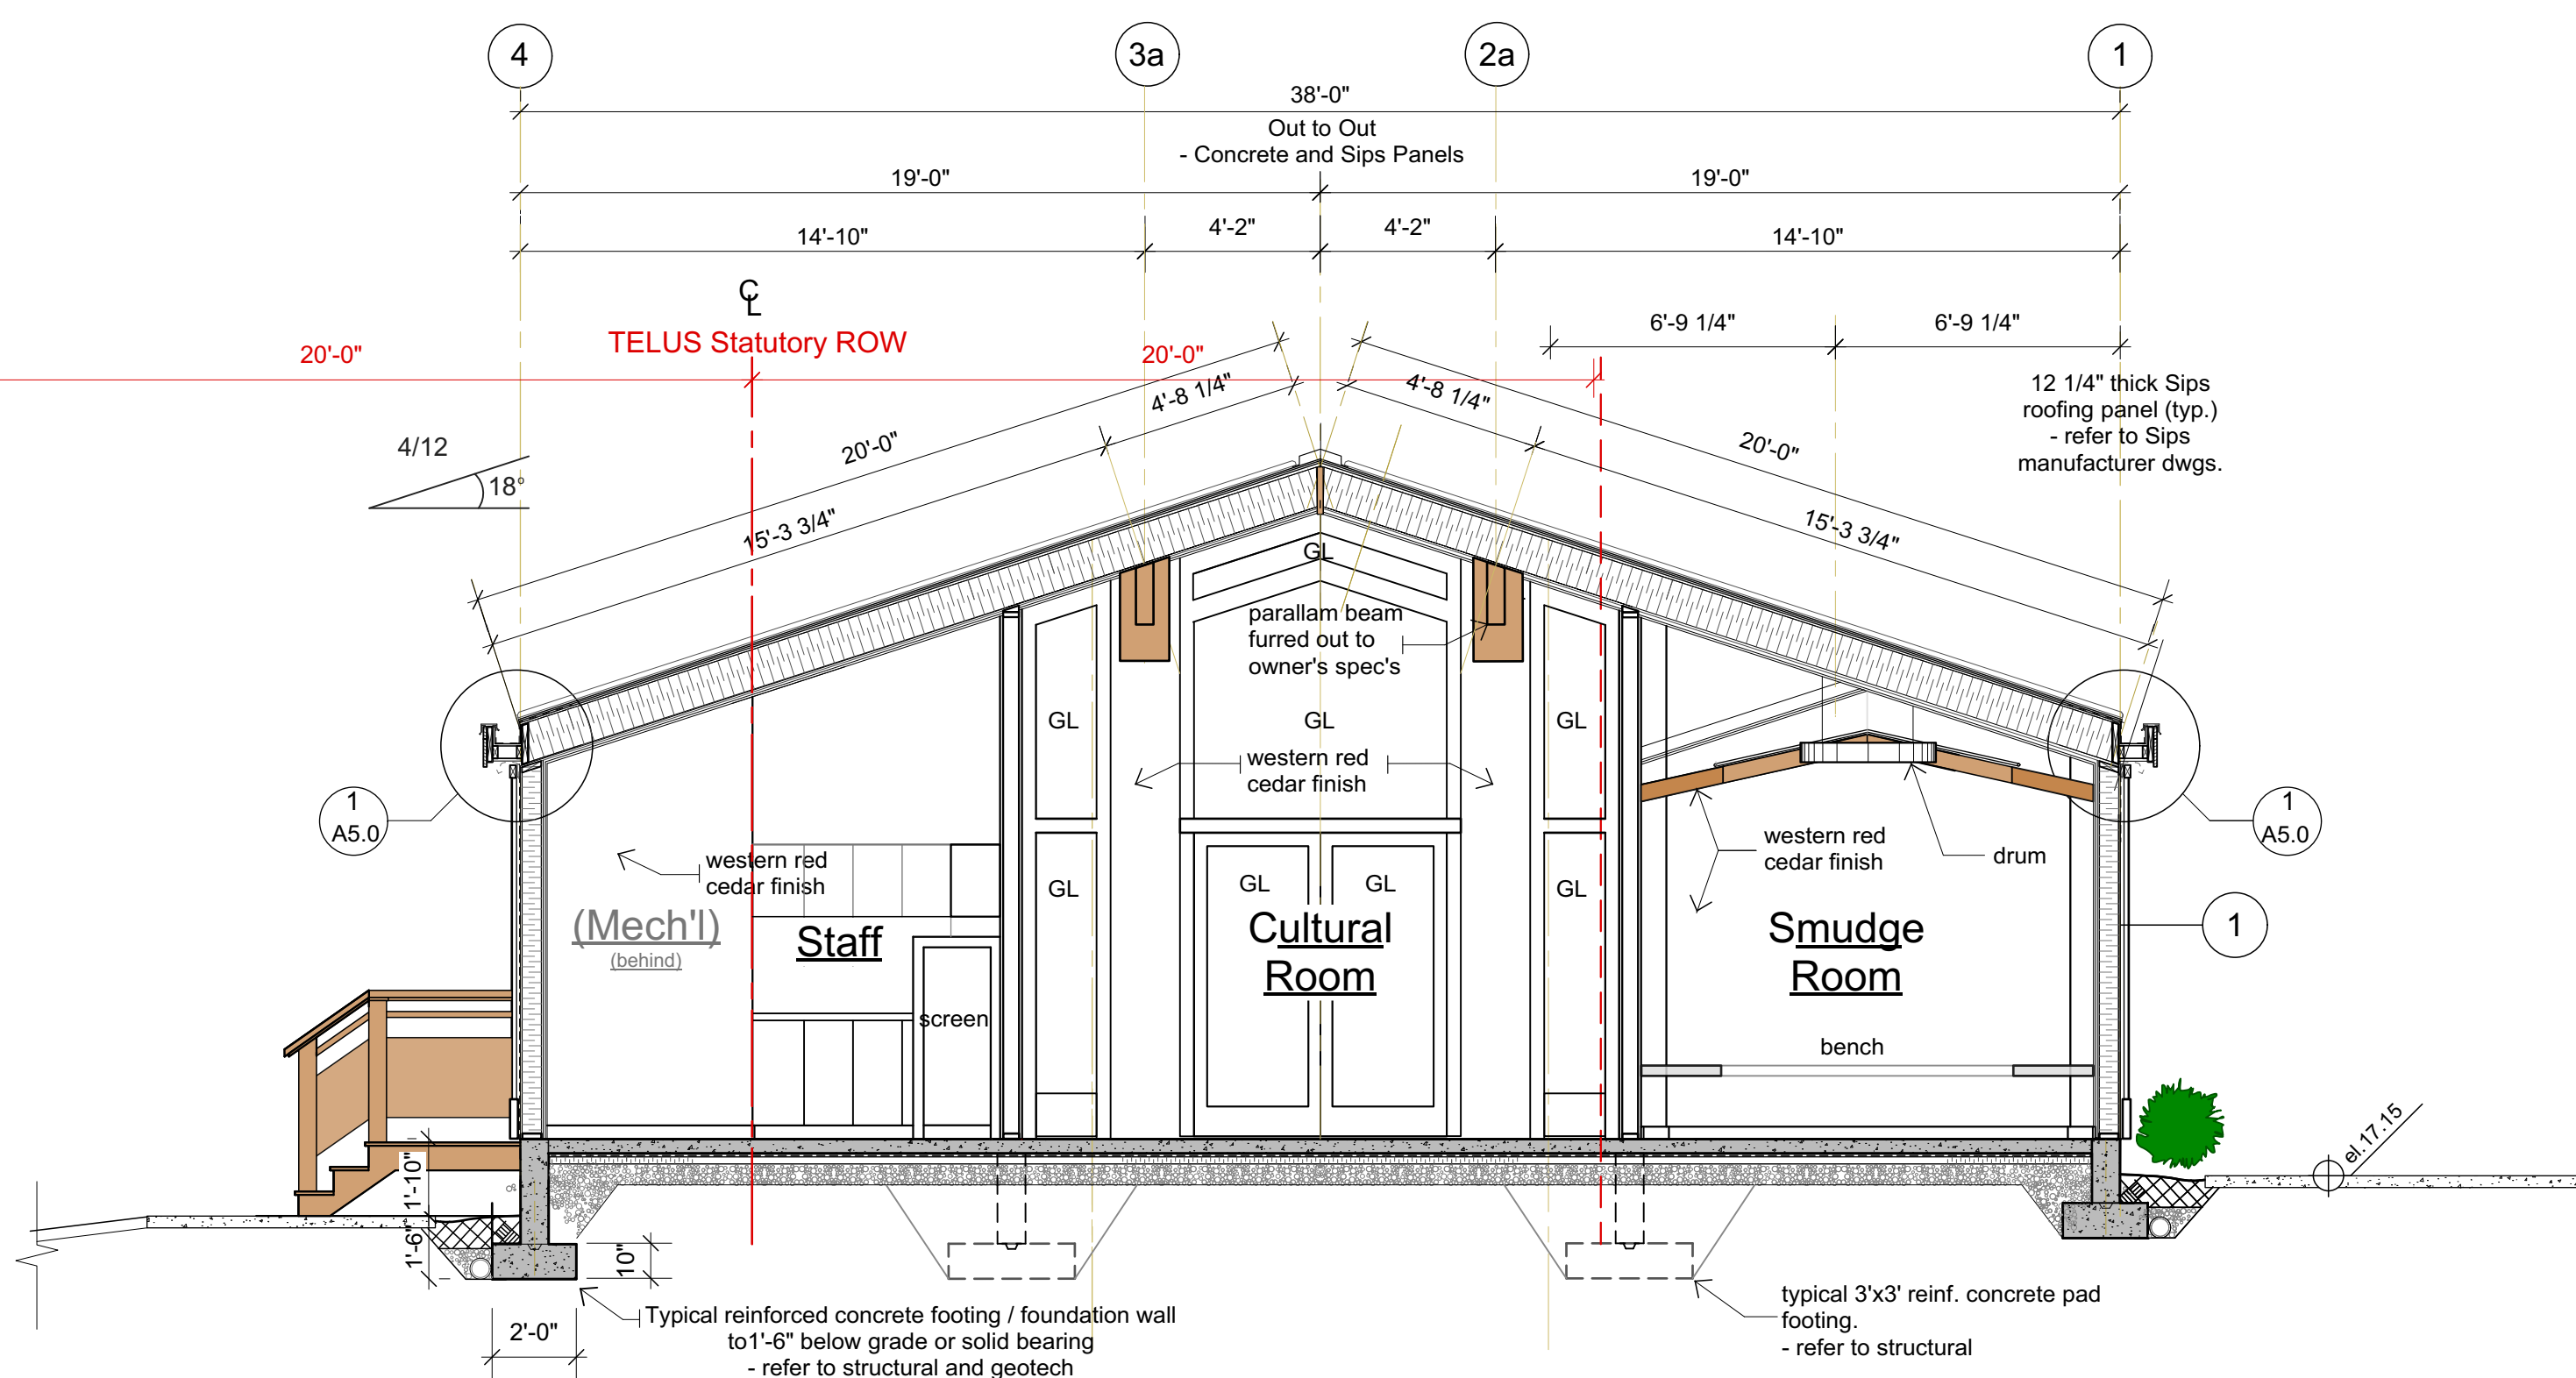 4
3a
2a
1
38'-0"
Out to Out
- Concrete and Sips Panels
19'-0"
19'-0"
14'-10"
4'-2"
4'-2"
14'-10"
℄
TELUS Statutory ROW
20'-0"
20'-0"
6'-9 1/4"
6'-9 1/4"
4'-8 1/4"
4'-8 1/4"
12 1/4" thick Sips
roofing panel (typ.)
- refer to Sips
manufacturer dwgs.
4/12
18°
20'-0"
20'-0"
15'-3 3/4"
15'-3 3/4"
GL
parallam beam
furred out to
owner's spec's
GL
GL
GL
western red
cedar finish
1
A5.0
1
A5.0
western red
cedar finish
western red
cedar finish
drum
GL
GL
GL
GL
(Mech'l)
(behind)
Staff
Cultural
Room
Smudge
Room
1
screen
bench
1'-10"
1'-6"
10"
2'-0"
el.17.15
Typical reinforced concrete footing / foundation wall
to1'-6" below grade or solid bearing
- refer to structural and geotech
typical 3'x3' reinf. concrete pad
footing.
- refer to structural